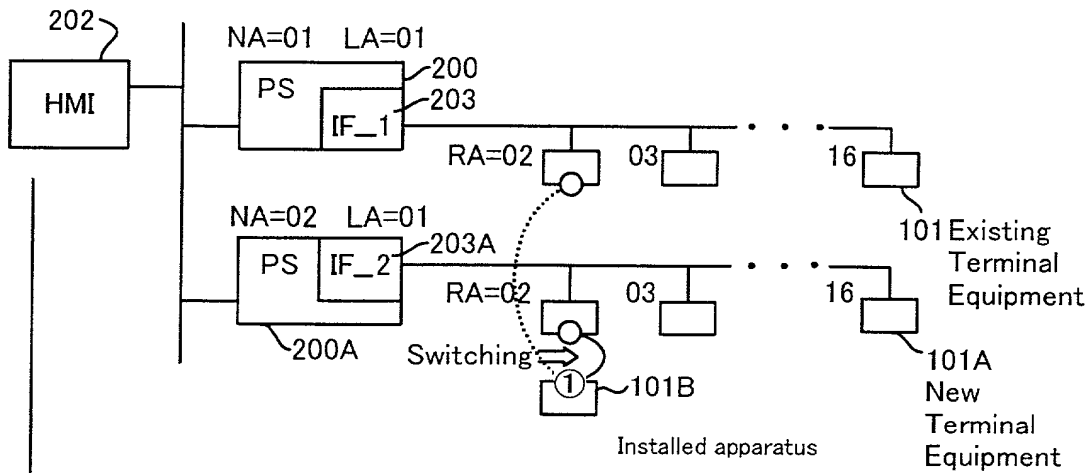 202
HMI
NA=01 LA=01
200
PS
203
IF_1
RA=02
03
16
101 Existing
Terminal
Equipment
NA=02 LA=01
203A
PS
IF_2
RA=02
03
16
200A
Switching
1
101B
101A
New
Terminal
Equipment
Installed apparatus